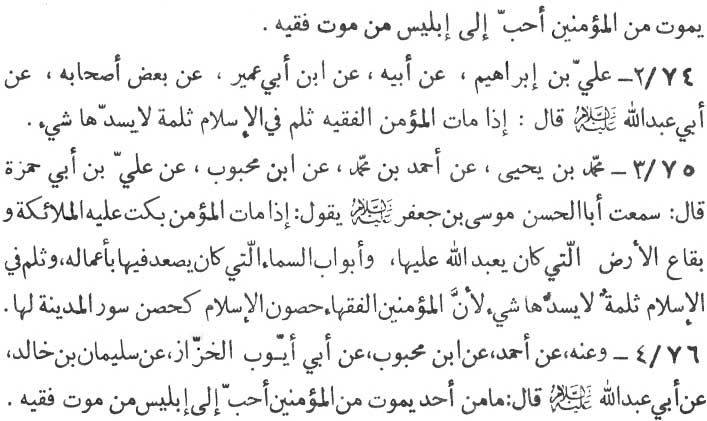 يموت من المؤمنين أحبّ إلى إبليس من موت فقيه .
٢/٧٤ـ عليّ بن إبراهيم ، عن أبيه ، عن ابن أبي عمير ، عن بعض أصحابه ، عن
أبي عبدالله عليه السلام قال : إذا مات المؤمن الفقيه ثلم في الإسلام ثلمة لايسدّها شيء .
٣/٧٥ ـ محمّد بن يحيى ، عن أحمد بن محمّد ، عن ابن محبوب ، عن عليّ بن أبي حمزة
قال: سمعت أباالحسن موسى بن جعفر عليه السلام يقول: إذا مات المؤمن بكت عليه الملائكة و
بقاع الأرض الّتي كان يعبد الله عليها، وأبواب السماء الّتي كان يصعد فيها بأعماله، وثلم في
الإسلام ثلمةٌ لايسدُّها شيء لأنَّ المؤمنين الفقهاء حصون الإسلام كحصن سور المدينة لها.
٤/٧٦ ـ وعنه، عن أحمد، عن ابن محبوب، عن أبي أيّوب الخزّاز، عن سليمان بن خالد،
عن أبي عبدالله عليه السلام قال: مامن أحد يموت من المؤمنين أحبّ إلى إبليس من موت فقيه .